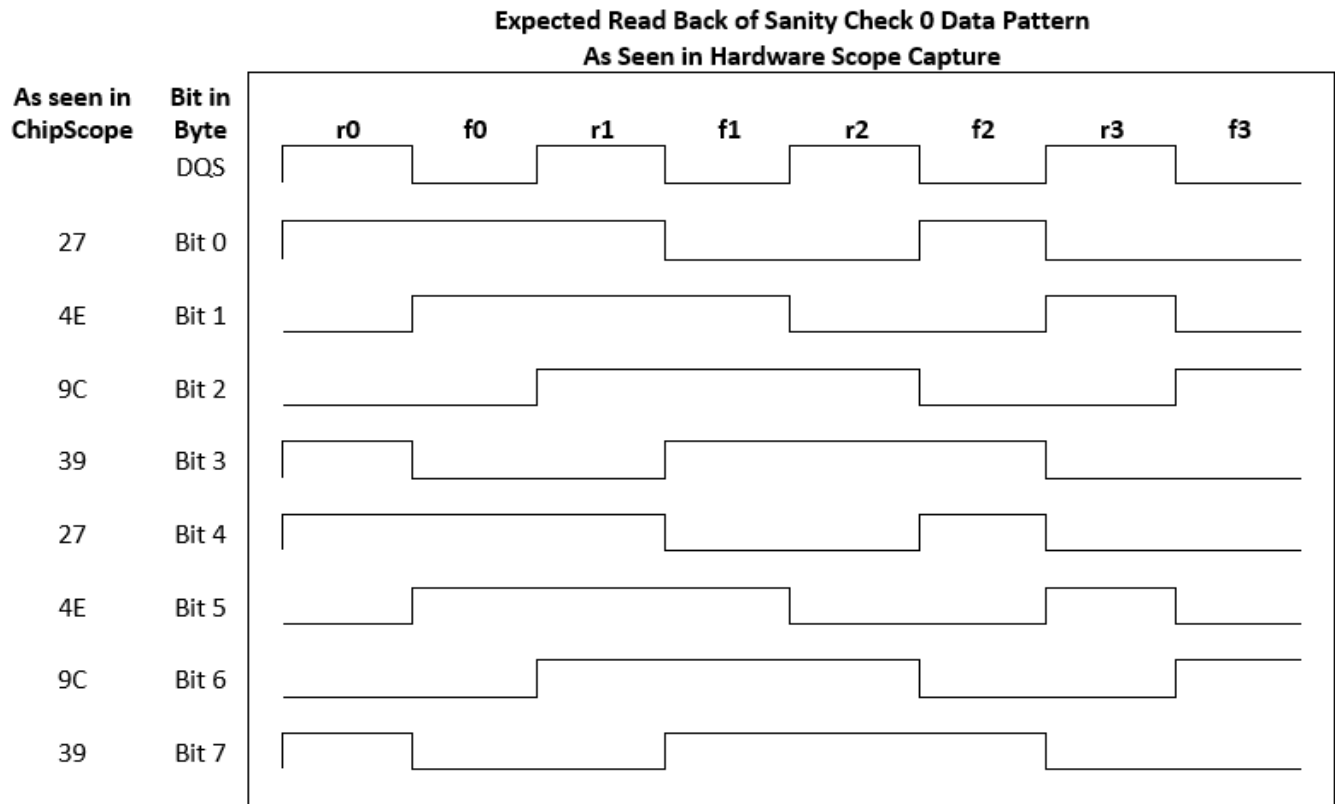 Expected Read Back of Sanity Check 0 Data Pattern
As Seen in Hardware Scope Capture
As seen in ChipScope
Bit in Byte
r0 f0 r1 f1 r2 f2 r3 f3
DQS
27 Bit 0
4E Bit 1
9C Bit 2
39 Bit 3
27 Bit 4
4E Bit 5
9C Bit 6
39 Bit 7